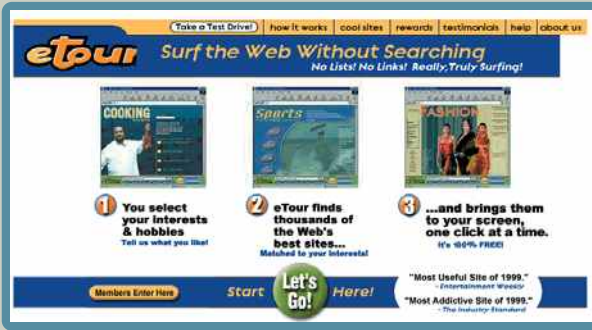 Take a Test Drive! how it works cool sites rewards testimonials help about us
eTour
Surf the Web Without Searching
No Lists! No Links! Really, Truly Surfing!
COOKING
Sports
FASHION
1 You select
your interests
& hobbies
Tell us what you like!
2 eTour finds
thousands of
the Web's
best sites...
Matched to your interests!
3 ...and brings them
to your screen,
one click at a time.
It's 100% FREE!
Members Enter Here
Start Let's Go! Here!
"Most Useful Site of 1999."
- Entertainment Weekly
"Most Addictive Site of 1999."
- The Industry Standard